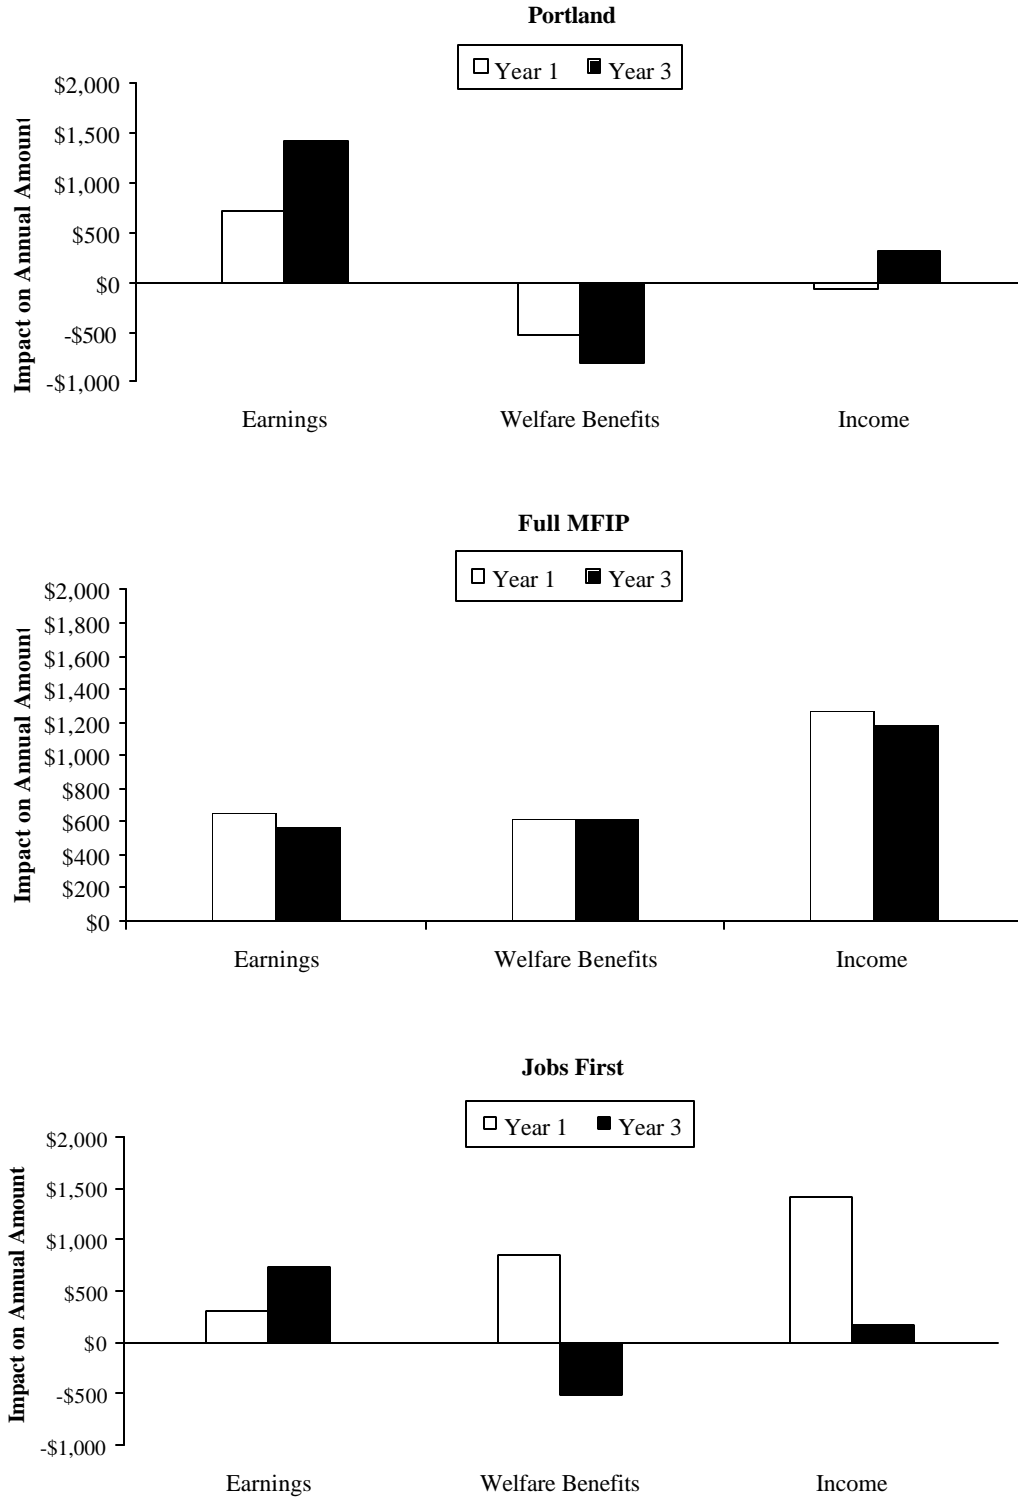 Portland
Year 1 Year 3
Impact on Annual Amount
$2,000
$1,500
$1,000
$500
$0
-$500
-$1,000
Earnings Welfare Benefits Income
Full MFIP
Year 1 Year 3
Impact on Annual Amount
$2,000
$1,800
$1,600
$1,400
$1,200
$1,000
$800
$600
$400
$200
$0
Earnings Welfare Benefits Income
Jobs First
Year 1 Year 3
Impact on Annual Amount
$2,000
$1,500
$1,000
$500
$0
-$500
-$1,000
Earnings Welfare Benefits Income